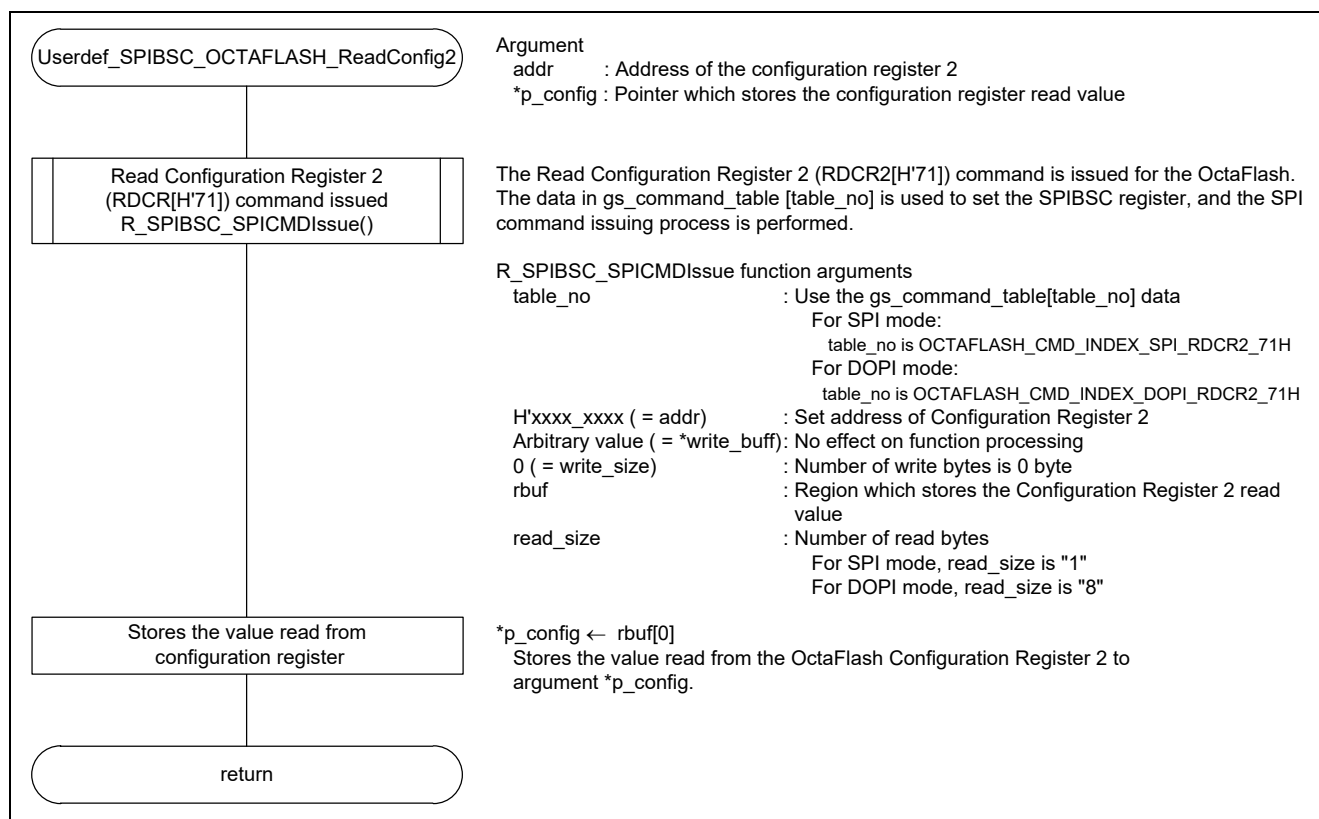 Userdef_SPIBSC_OCTAFLASH_ReadConfig2
Argument
addr : Address of the configuration register 2
*p_config : Pointer which stores the configuration register read value
Read Configuration Register 2
(RDCR[H'71]) command issued
R_SPIBSC_SPICMDIssue()
The Read Configuration Register 2 (RDCR2[H'71]) command is issued for the OctaFlash.
The data in gs_command_table [table_no] is used to set the SPIBSC register, and the SPI
command issuing process is performed.
R_SPIBSC_SPICMDIssue function arguments
table_no : Use the gs_command_table[table_no] data
For SPI mode:
table_no is OCTAFLASH_CMD_INDEX_SPI_RDCR2_71H
For DOPI mode:
table_no is OCTAFLASH_CMD_INDEX_DOPI_RDCR2_71H
H'xxxx_xxxx ( = addr) : Set address of Configuration Register 2
Arbitrary value ( = *write_buff): No effect on function processing
0 ( = write_size) : Number of write bytes is 0 byte
rbuf : Region which stores the Configuration Register 2 read
value
read_size : Number of read bytes
For SPI mode, read_size is "1"
For DOPI mode, read_size is "8"
Stores the value read from
configuration register
*p_config ← rbuf[0]
Stores the value read from the OctaFlash Configuration Register 2 to
argument *p_config.
return